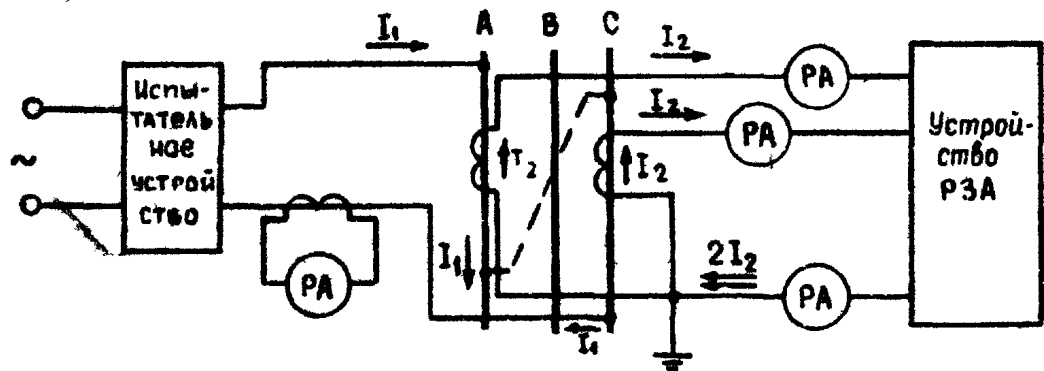 I₁
A
B
C
I₂
PA
Испы-
татель
ное
устрой
ство
I₂
PA
Устрой-
ство
РЗА
~
I₂
I₂
PA
I₁
2I₂
PA
I₁